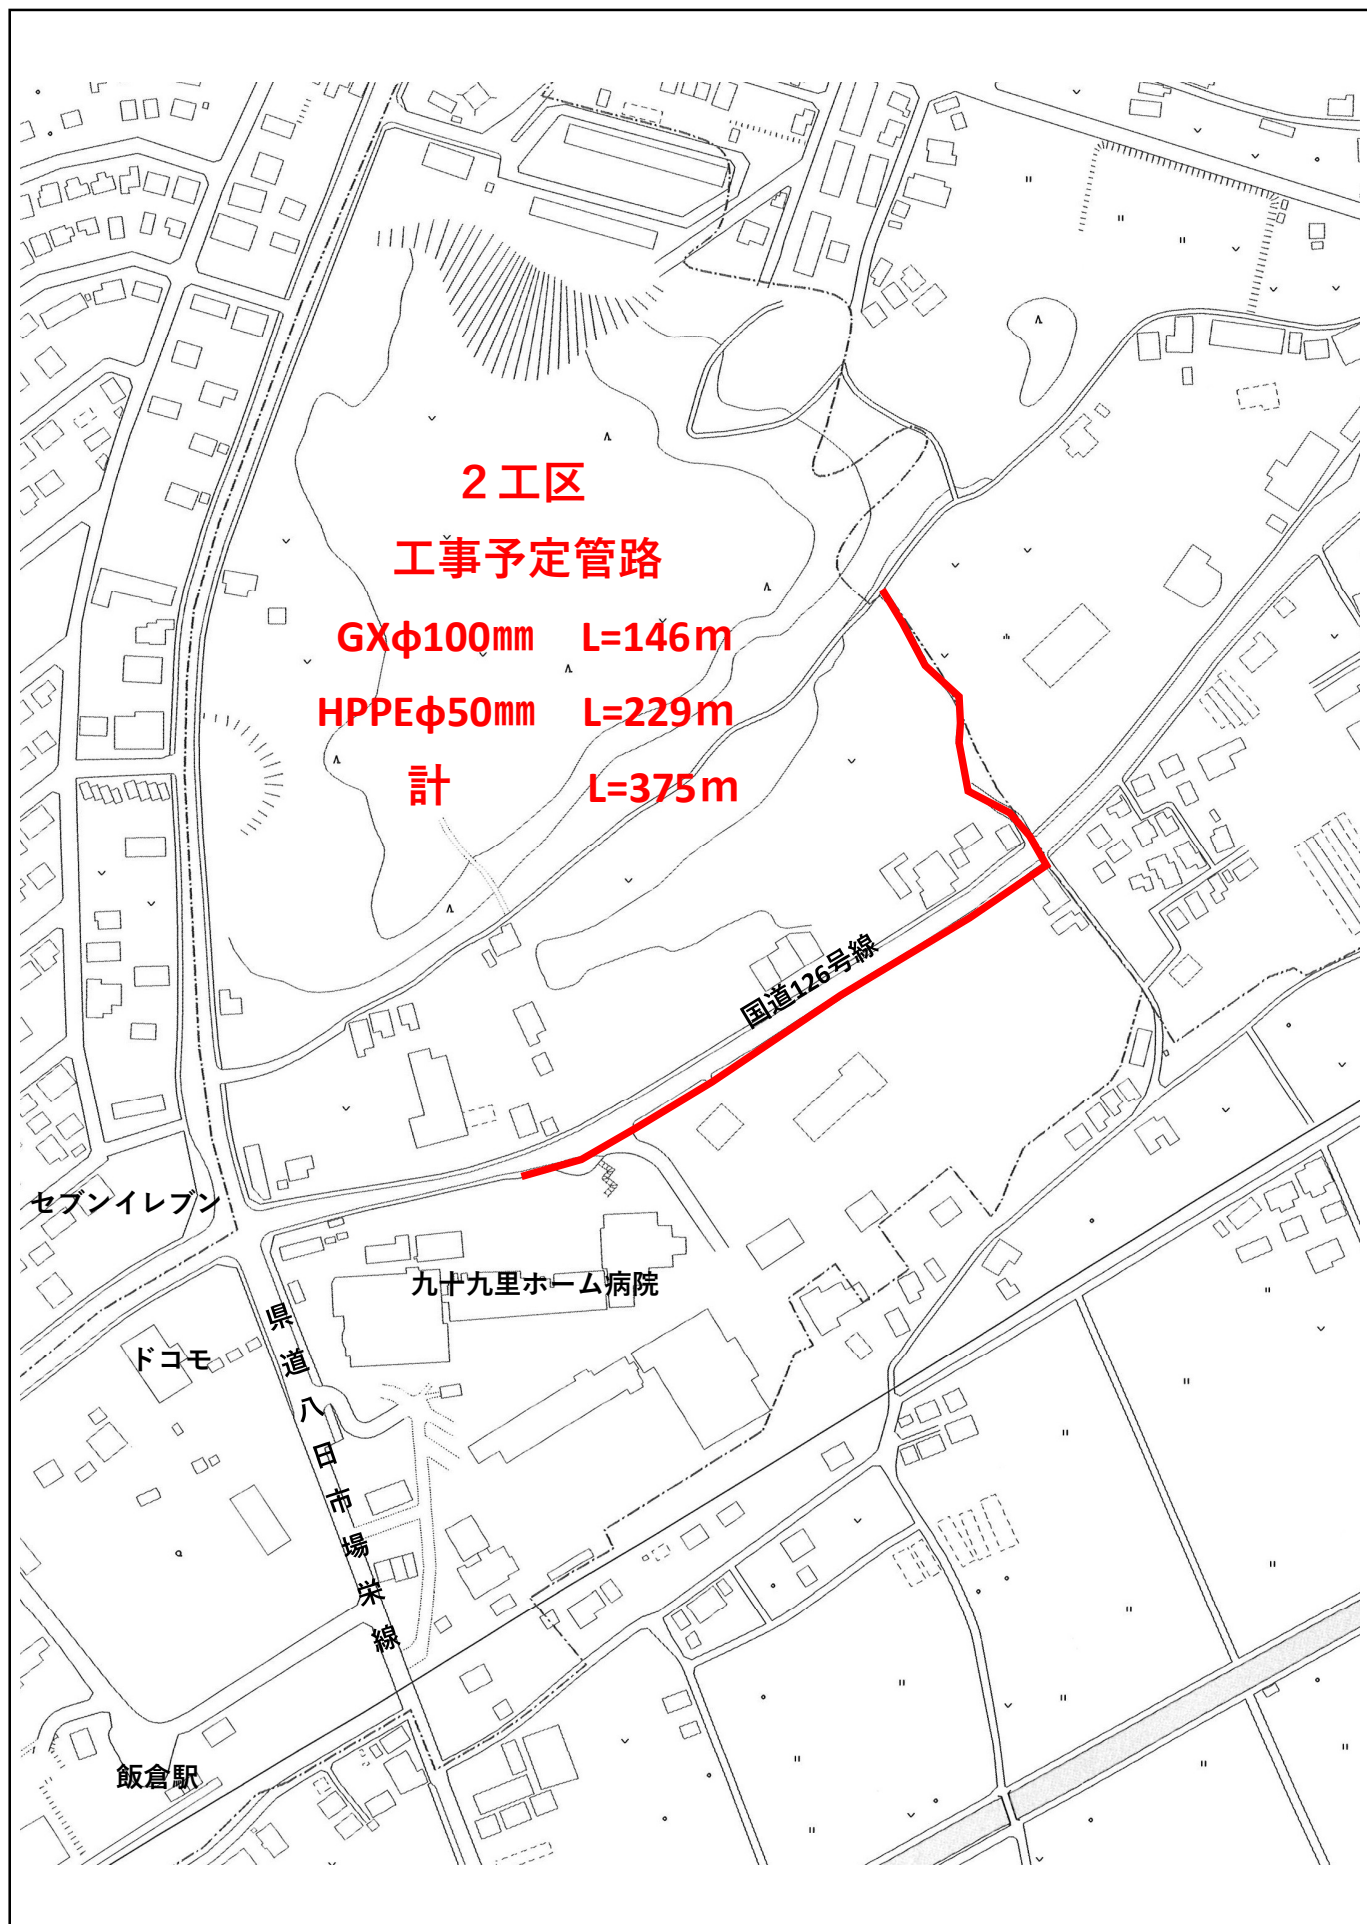 ２工区
工事予定管路
GXφ100㎜　L=146ｍ
HPPEφ50㎜　L=229ｍ
計　L=375ｍ
国道126号線
セブンイレブン
九十九里ホーム病院
県道八日市場栄線
ドコモ
飯倉駅